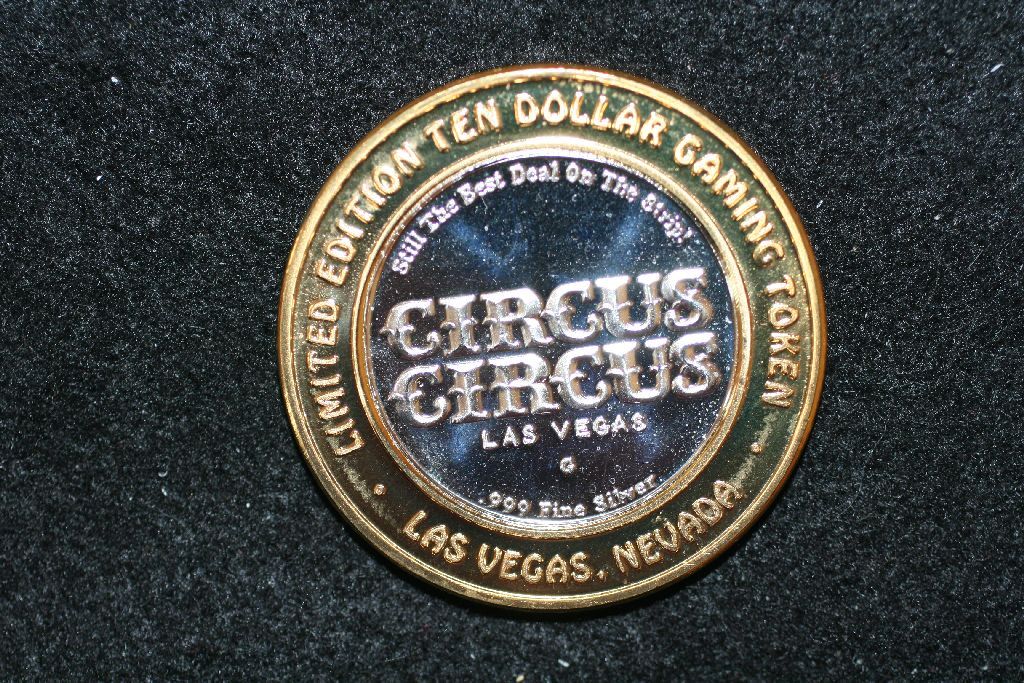 LIMITED EDITION TEN DOLLAR GAMING TOKEN
Still The Best Deal On The Strip!
CIRCUS
CIRCUS
LAS VEGAS
G
.999 Fine Silver
LAS VEGAS, NEVADA